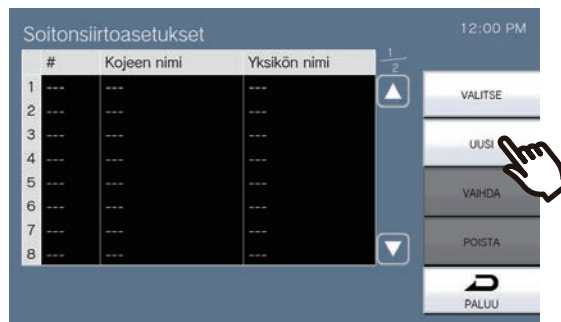 Soitonsiirtoasetukset 12:00 PM
# Kojeen nimi Yksikön nimi 1/2
1 --- --- ---
2 --- --- ---
3 --- --- ---
4 --- --- ---
5 --- --- ---
6 --- --- ---
7 --- --- ---
8 --- --- ---
VALITSE
UUSI
VAIHDA
POISTA
PALUU